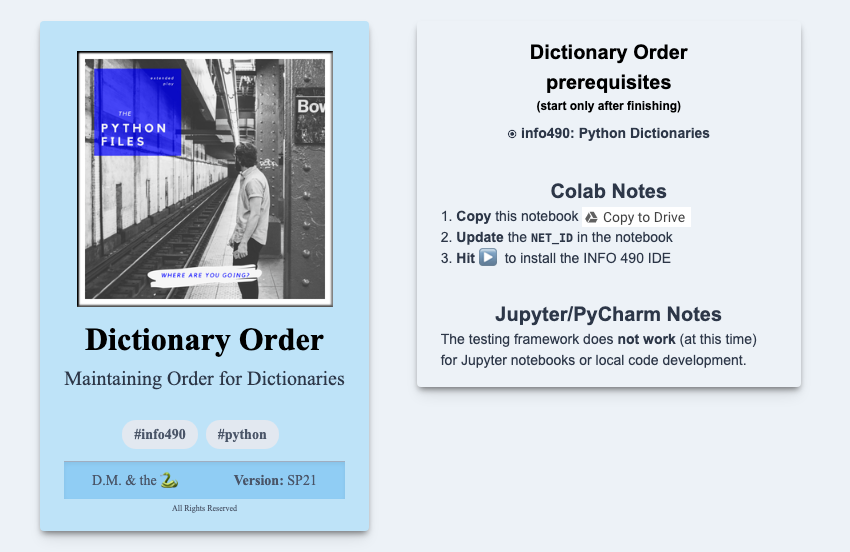 extended
play
THE
PYTHON
FILES
Bow
WHERE ARE YOU GOING?
Dictionary Order
Maintaining Order for Dictionaries
#info490 #python
D.M. & the 🐍 Version: SP21
All Rights Reserved
Dictionary Order
prerequisites
(start only after finishing)
info490: Python Dictionaries
Colab Notes
1. Copy this notebook Copy to Drive
2. Update the NET_ID in the notebook
3. Hit ▶️ to install the INFO 490 IDE
Jupyter/PyCharm Notes
The testing framework does not work (at this time)
for Jupyter notebooks or local code development.